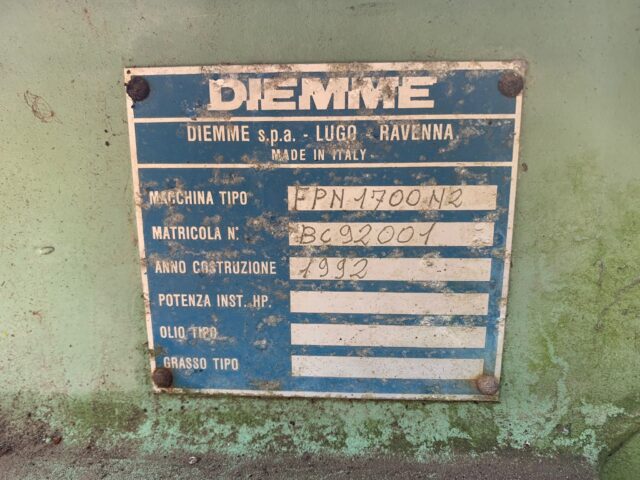 DIEMME
DIEMME s.p.a. - LUGO - RAVENNA
MADE IN ITALY
MACCHINA TIPO FPN 1700 N2
MATRICOLA N: BC92001
ANNO COSTRUZIONE 1992
POTENZA INST. HP.
OLIO TIPO
GRASSO TIPO